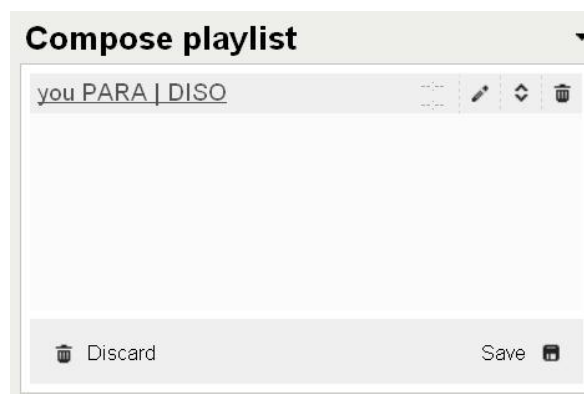 Compose playlist
you PARA | DISO
--:--
--:--
Discard
Save